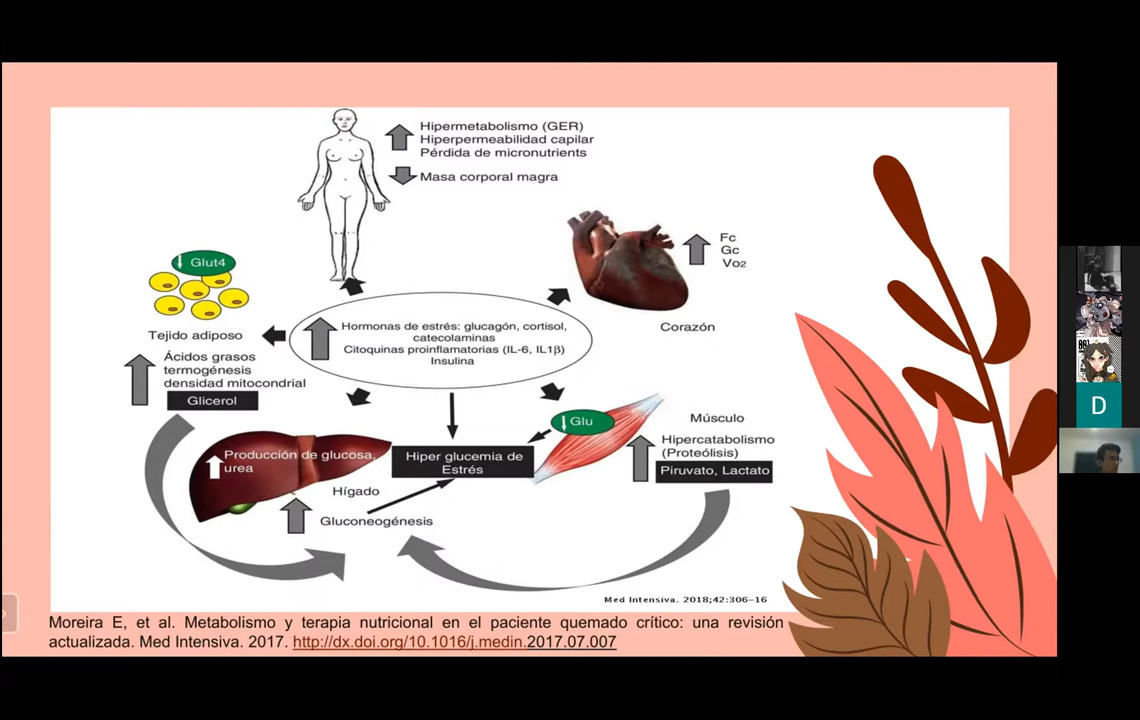 Hipermetabolismo (GER)
Hiperpermeabilidad capilar
Pérdida de micronutrients
Masa corporal magra
Glut4
Tejido adiposo
Ácidos grasos
termogénesis
densidad mitocondrial
Glicerol
Fc
Gc
Vo2
Corazón
Hormonas de estrés: glucagón, cortisol,
catecolaminas
Citoquinas proinflamatorias (IL-6, IL1β)
Insulina
Glu
Músculo
Hipercatabolismo
(Proteólisis)
Piruvato, Lactato
Hiper glucemia de
Estrés
Producción de glucosa,
urea
Hígado
Gluconeogénesis
Med Intensiva. 2018;42:306–16
Moreira E, et al. Metabolismo y terapia nutricional en el paciente quemado crítico: una revisión
actualizada. Med Intensiva. 2017. http://dx.doi.org/10.1016/j.medin.2017.07.007
D